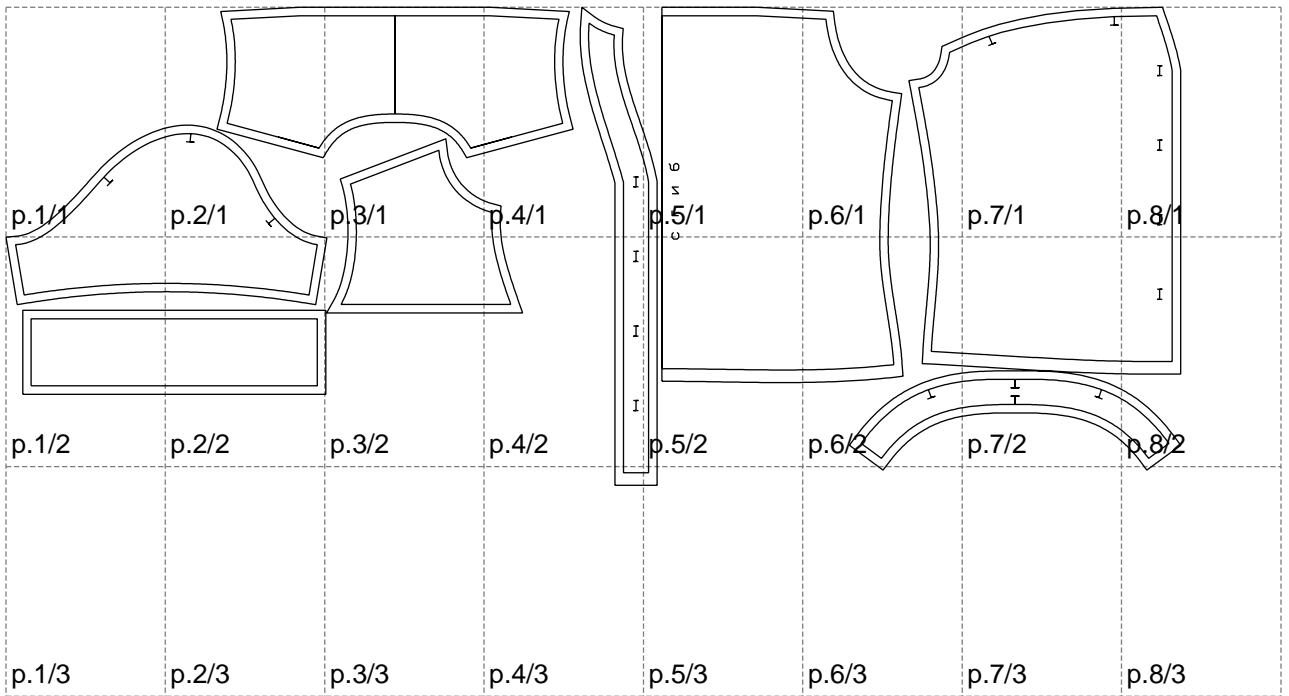 с г и б
p.1/1 p.2/1 p.3/1 p.4/1 p.5/1 p.6/1 p.7/1 p.8/1
p.1/2 p.2/2 p.3/2 p.4/2 p.5/2 p.6/2 p.7/2 p.8/2
p.1/3 p.2/3 p.3/3 p.4/3 p.5/3 p.6/3 p.7/3 p.8/3